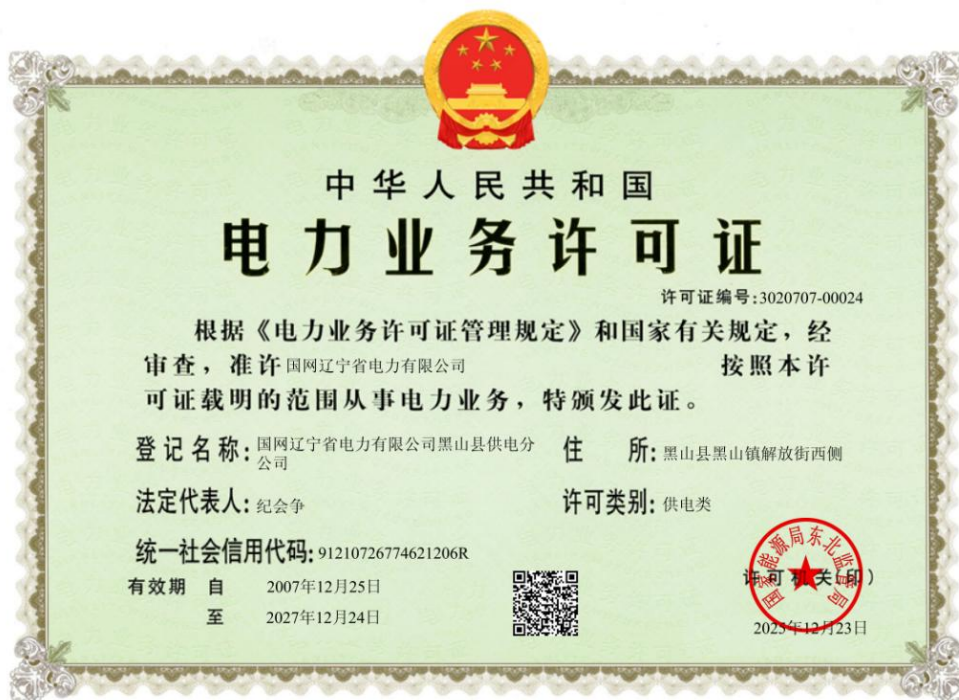 中华人民共和国
电力业务许可证
许可证编号:3020707-00024
根据《电力业务许可证管理规定》和国家有关规定，经
审查，准许国网辽宁省电力有限公司 按照本许
可证载明的范围从事电力业务，特颁发此证。
登记名称:国网辽宁省电力有限公司黑山县供电分
公司
住 所:黑山县黑山镇解放街西侧
法定代表人:纪会争
许可类别:供电类
统一社会信用代码:91210726774621206R
有效期 自 2007年12月25日
至 2027年12月24日
国家能源局东北监管局
许可机关(印)
2025年12月23日